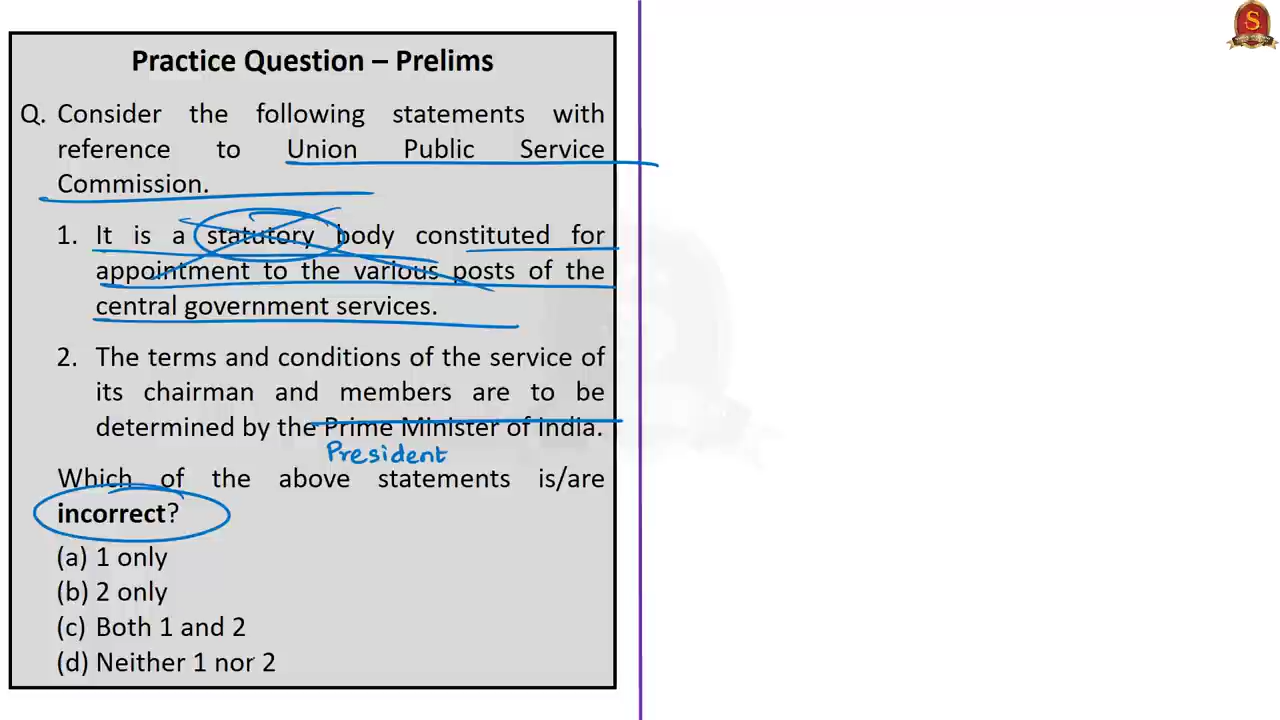 Practice Question – Prelims
Q. Consider the following statements with
reference to Union Public Service
Commission.
1. It is a statutory body constituted for
appointment to the various posts of the
central government services.
2. The terms and conditions of the service of
its chairman and members are to be
determined by the Prime Minister of India.
President
Which of the above statements is/are
incorrect?
(a) 1 only
(b) 2 only
(c) Both 1 and 2
(d) Neither 1 nor 2
S